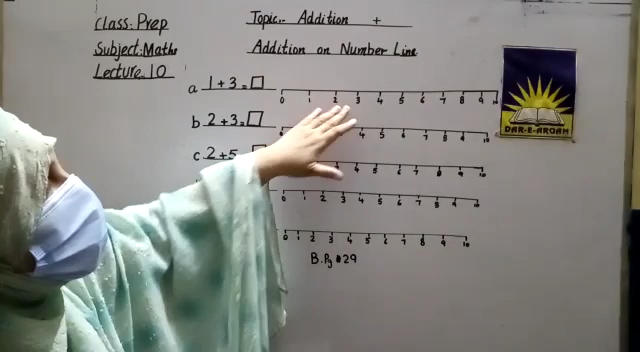 Class: Prep
Topic:- Addition +
Subject: Maths
Addition on Number Line
Lecture. 10
a 1 + 3 = □
0 1 2 3 4 5 6 7 8 9 10
b 2 + 3 = □
4 5 6 7 8 9 10
c 2 + 5
4 5 6 7 8 9 10
0 1 2 3 4 5 6 7 8 9 10
0 1 2 3 4 5 6 7 8 9 10
B.Pg #29
DAR-E-ARQAM